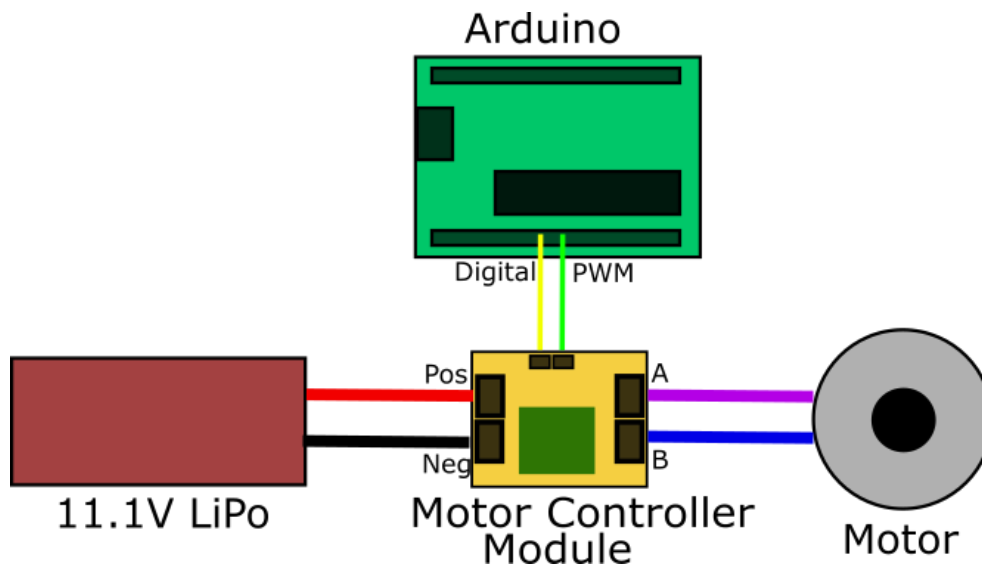 Arduino
Digital
PWM
Pos
A
Neg
B
11.1V LiPo
Motor Controller
Module
Motor